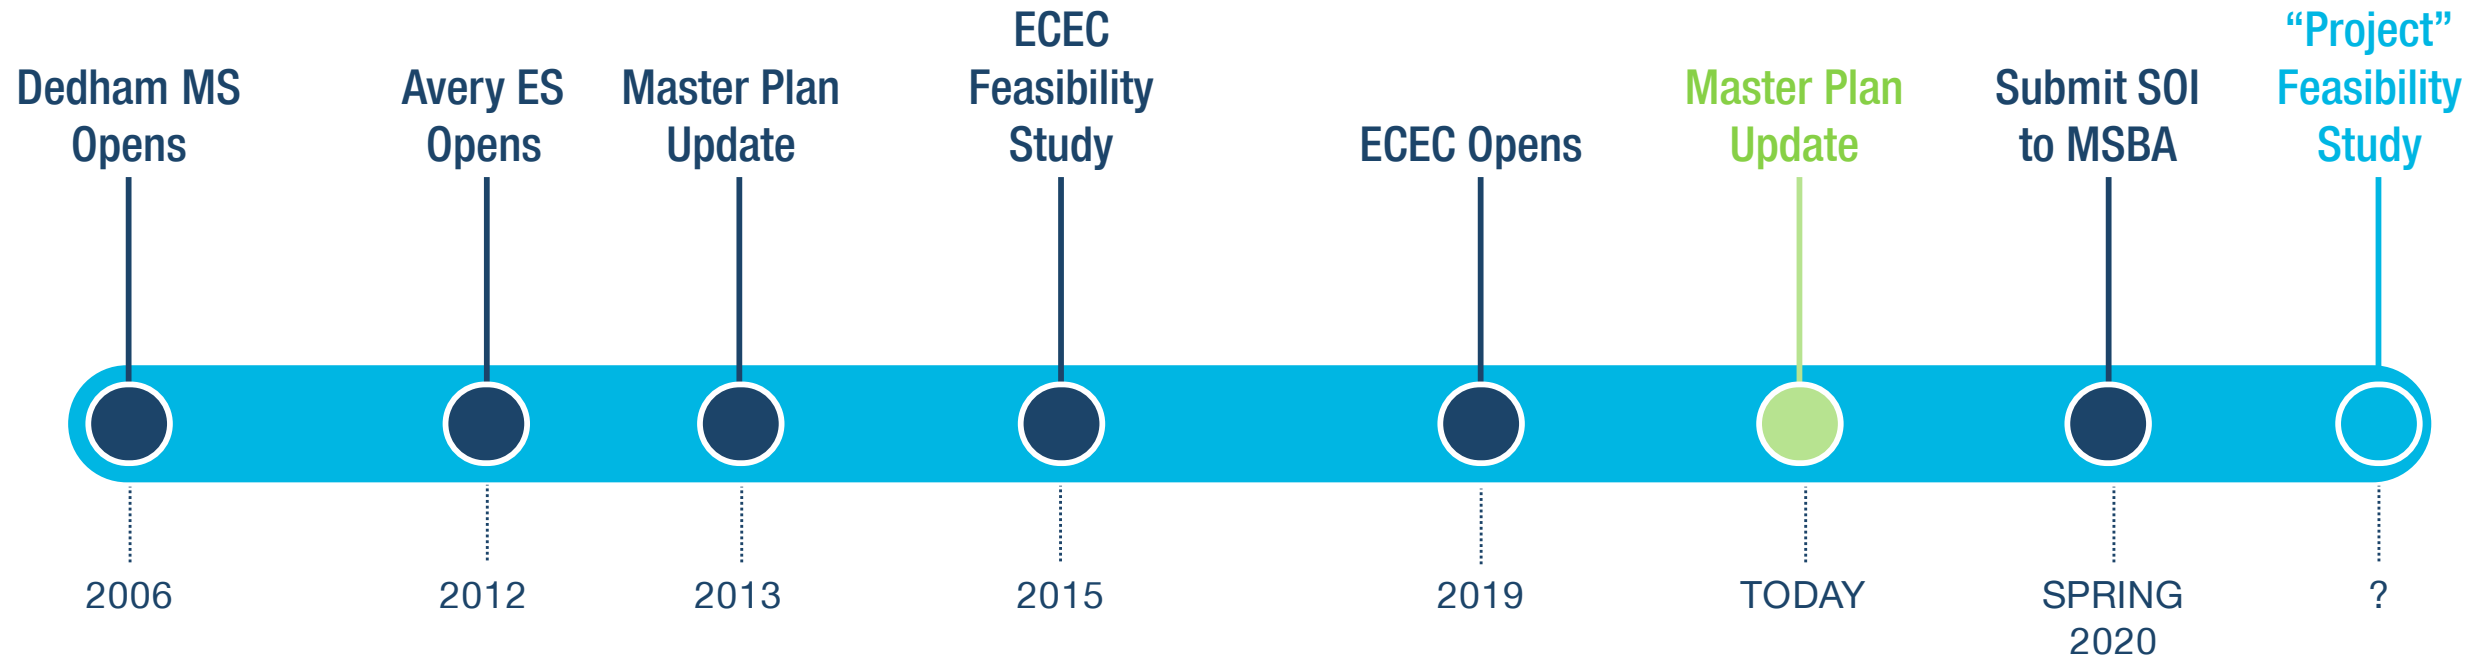 Dedham MS
Opens
Avery ES
Opens
Master Plan
Update
ECEC
Feasibility
Study
ECEC Opens
Master Plan
Update
Submit SOI
to MSBA
“Project”
Feasibility
Study
2006
2012
2013
2015
2019
TODAY
SPRING
2020
?